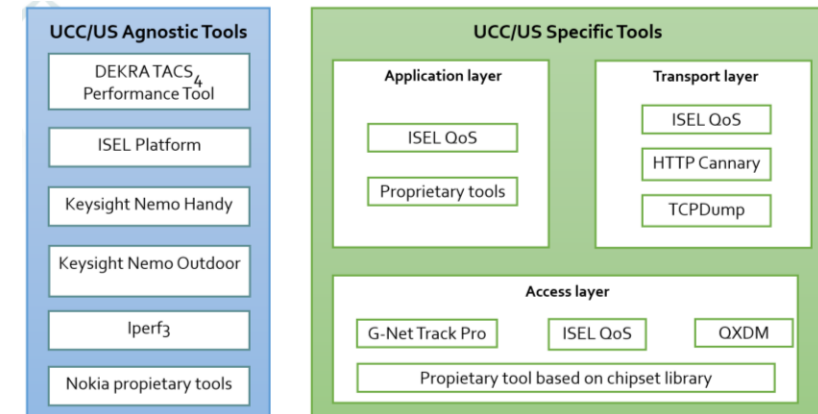 UCC/US Agnostic Tools
DEKRA TACS4
Performance Tool
ISEL Platform
Keysight Nemo Handy
Keysight Nemo Outdoor
Iperf3
Nokia propietary tools
UCC/US Specific Tools
Application layer
ISEL QoS
Proprietary tools
Transport layer
ISEL QoS
HTTP Cannary
TCPDump
Access layer
G-Net Track Pro
ISEL QoS
QXDM
Propietary tool based on chipset library